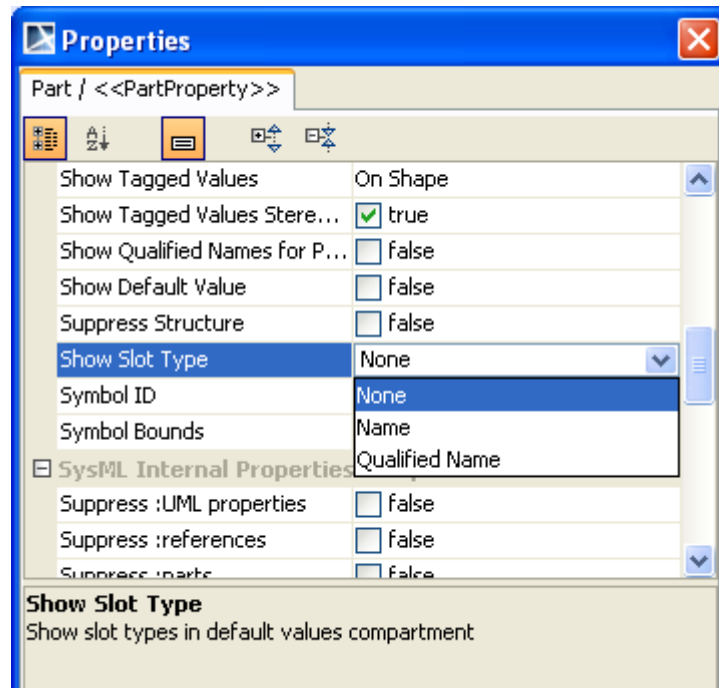 Properties
Part / <<PartProperty>>
Show Tagged Values On Shape
Show Tagged Values Stere... true
Show Qualified Names for P... false
Show Default Value false
Suppress Structure false
Show Slot Type None
Symbol ID None
Symbol Bounds Name
Qualified Name
SysML Internal Properties
Suppress :UML properties false
Suppress :references false
Suppress :parts false
Show Slot Type
Show slot types in default values compartment